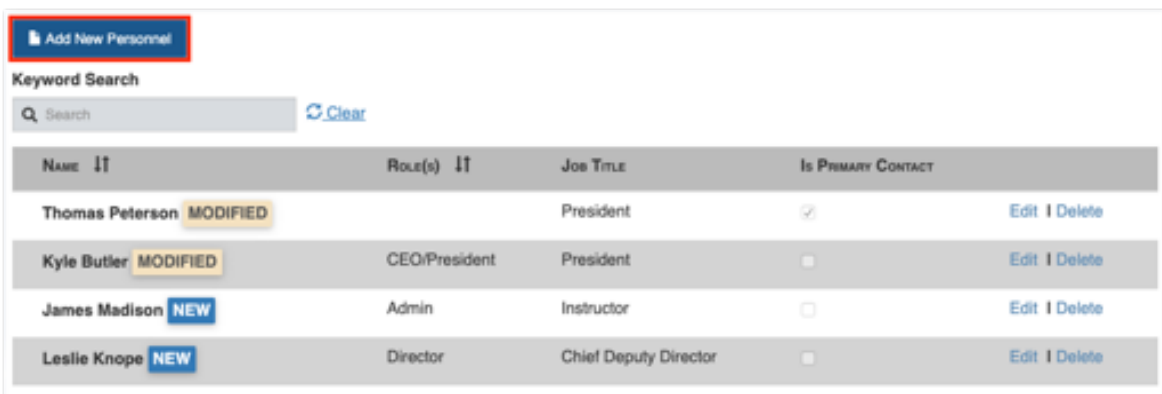 Add New Personnel
Keyword Search
Search Clear
Name Role(s) Job Title Is Primary Contact
Thomas Peterson MODIFIED President Edit | Delete
Kyle Butler MODIFIED CEO/President President Edit | Delete
James Madison NEW Admin Instructor Edit | Delete
Leslie Knope NEW Director Chief Deputy Director Edit | Delete